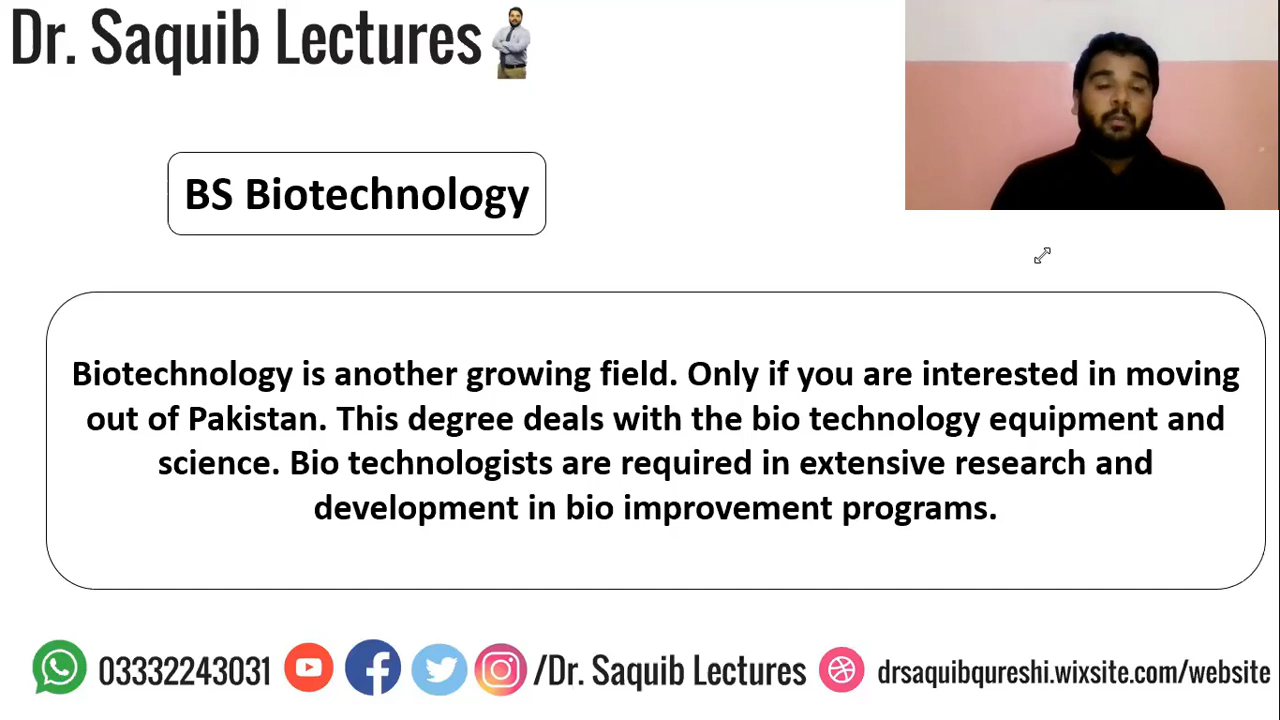 Dr. Saquib Lectures
BS Biotechnology
Biotechnology is another growing field. Only if you are interested in moving
out of Pakistan. This degree deals with the bio technology equipment and
science. Bio technologists are required in extensive research and
development in bio improvement programs.
03332243031 /Dr. Saquib Lectures drsaquibqureshi.wixsite.com/website